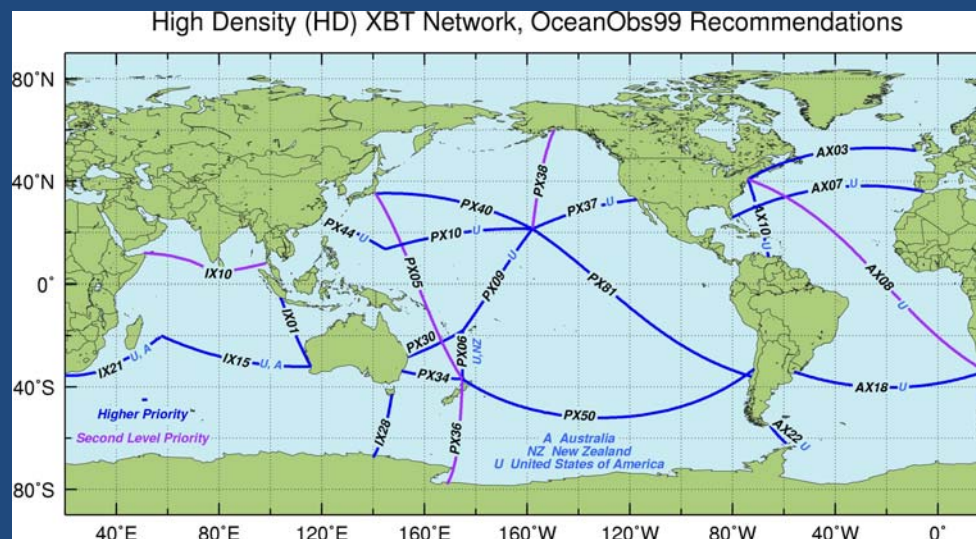 High Density (HD) XBT Network, OceanObs99 Recommendations
80°N
40°N
0°
40°S
80°S
40°E
80°E
120°E
160°E
160°W
120°W
80°W
40°W
0°
PX38
AX03
PX40
PX37 U
AX07 U
AX10
U
PX44 U
PX10 U
IX10
PX05
PX09
U
PX81
AX08
U
IX01
PX30
PX06
NZ,U
IX21 U, A
IX15 U, A
PX34
AX18 U
PX50
IX28
PX36
AX22 U
Higher Priority
Second Level Priority
A Australia
NZ New Zealand
U United States of America